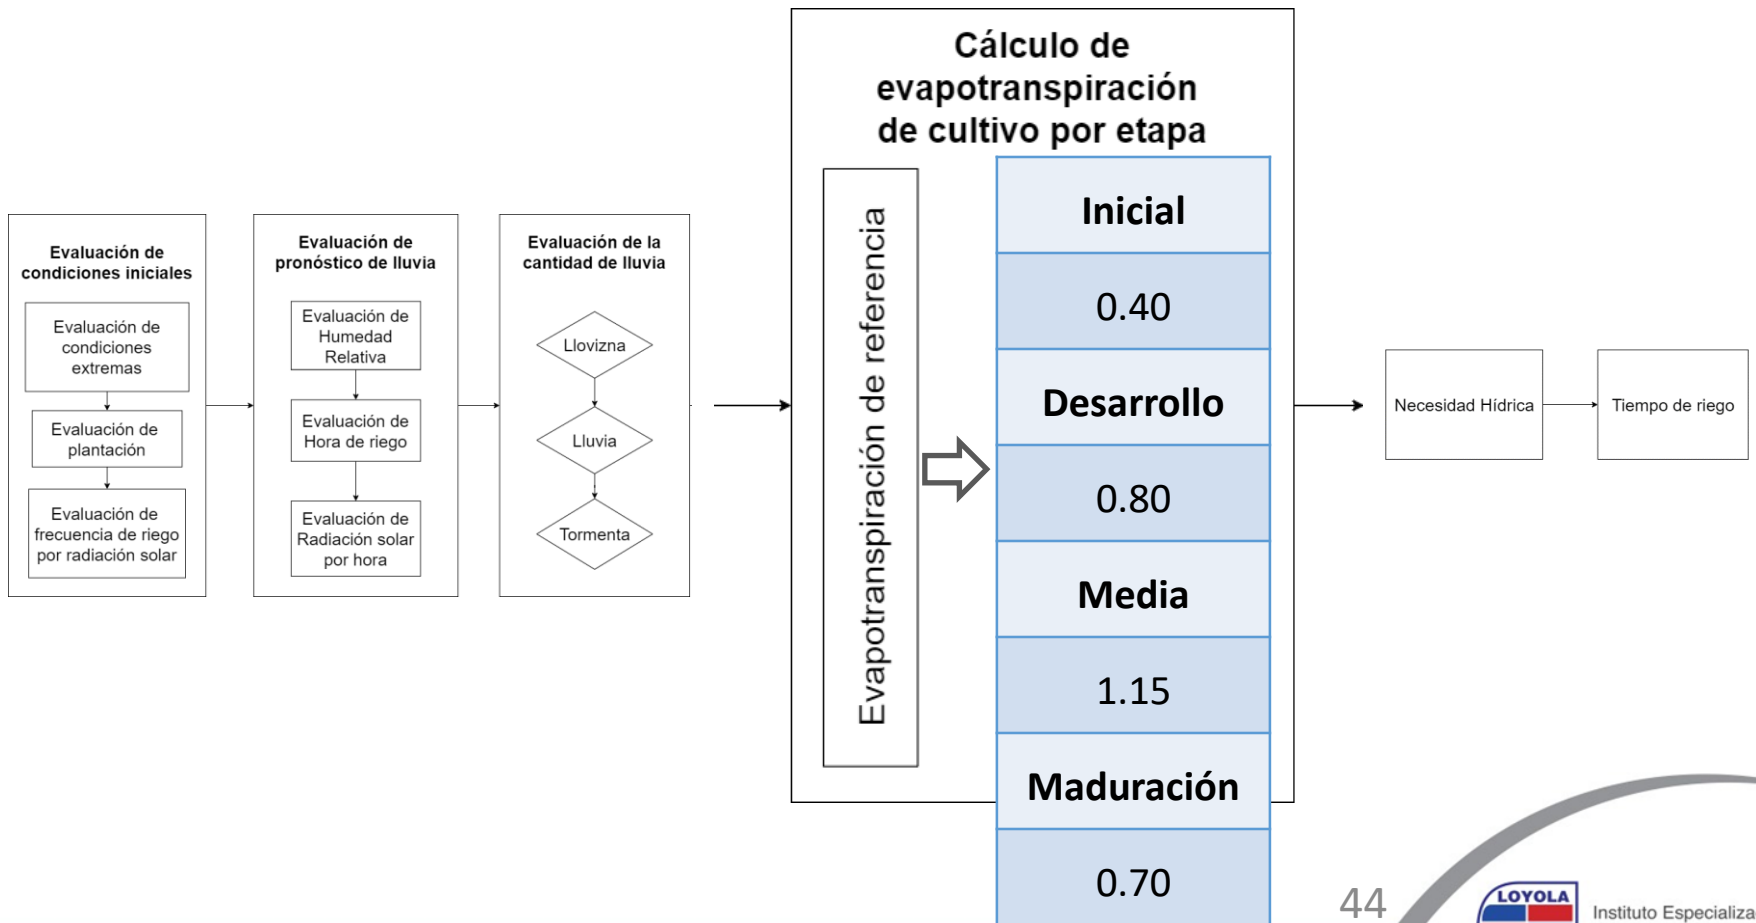 Evaluación de
condiciones iniciales
Evaluación de
condiciones
extremas
Evaluación de
plantación
Evaluación de
frecuencia de riego
por radiación solar
Evaluación de
pronóstico de lluvia
Evaluación de
Humedad
Relativa
Evaluación de
Hora de riego
Evaluación de
Radiación solar
por hora
Evaluación de la
cantidad de lluvia
Llovizna
Lluvia
Tormenta
Cálculo de
evapotranspiración
de cultivo por etapa
Evapotranspiración de referencia
Inicial
0.40
Desarrollo
0.80
Media
1.15
Maduración
0.70
Necesidad Hídrica
Tiempo de riego
44
LOYOLA
Instituto Especializa